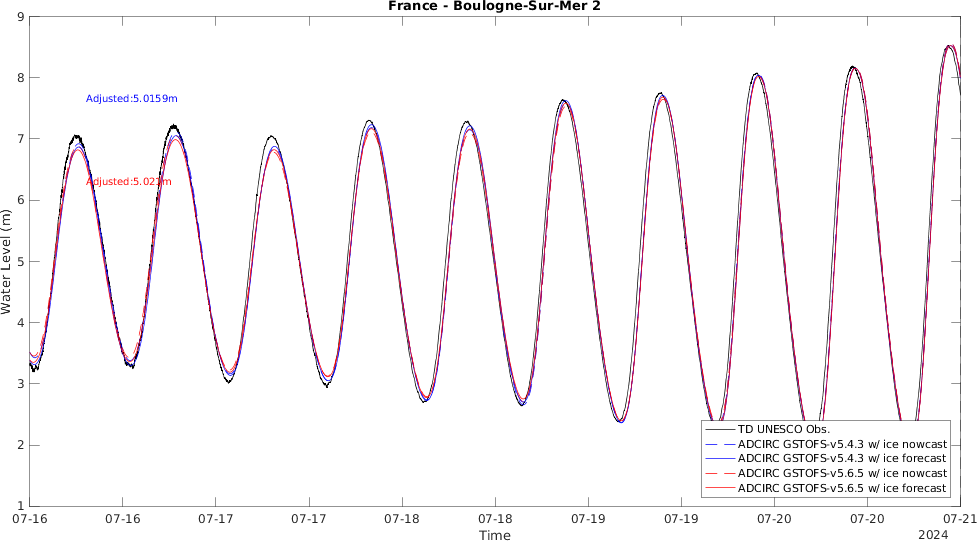 France - Boulogne-Sur-Mer 2
9
8
7
6
5
4
3
2
1
Water Level (m)
Adjusted:5.0159m
Adjusted:5.021m
TD UNESCO Obs.
ADCIRC GSTOFS-v5.4.3 w/ ice nowcast
ADCIRC GSTOFS-v5.4.3 w/ ice forecast
ADCIRC GSTOFS-v5.6.5 w/ ice nowcast
ADCIRC GSTOFS-v5.6.5 w/ ice forecast
07-16 07-16 07-17 07-17 07-18 07-18 07-19 07-19 07-20 07-20 07-21
Time
2024